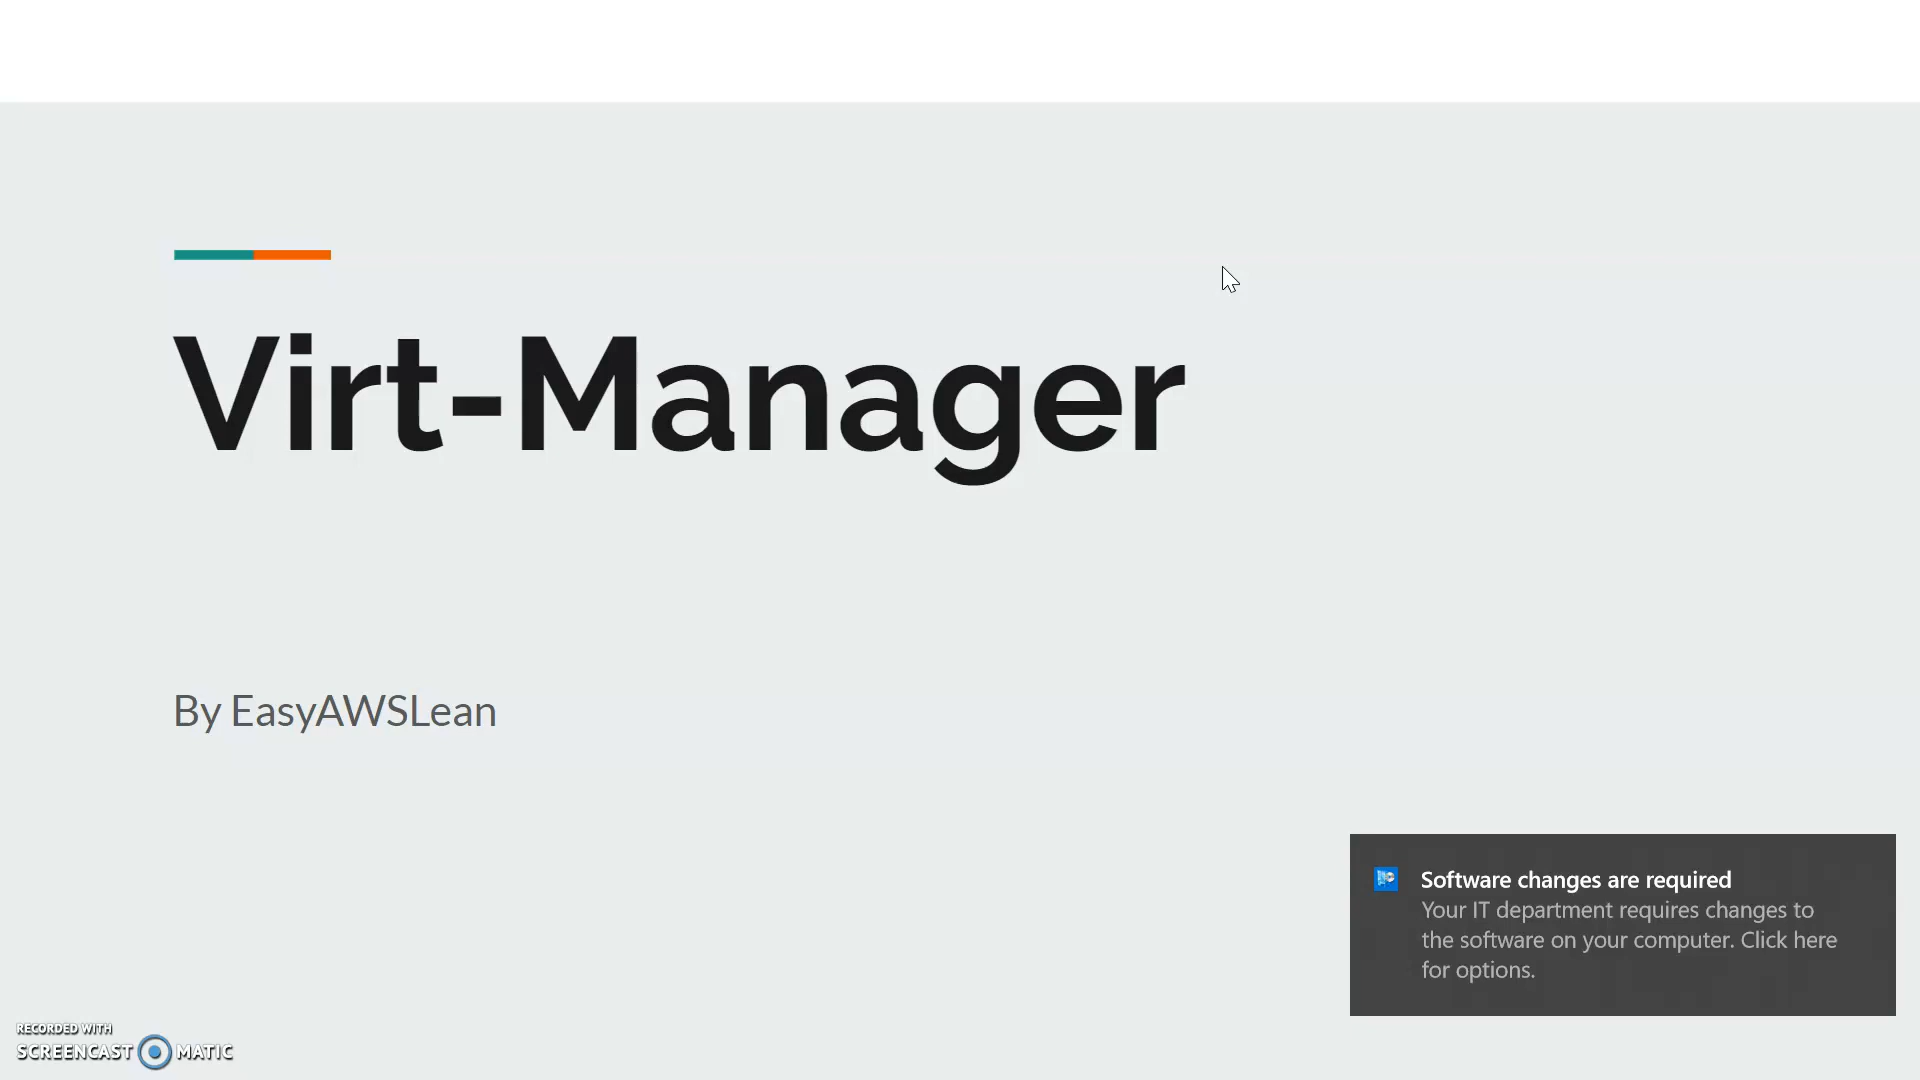 Virt-Manager
By EasyAWSLean
Software changes are required
Your IT department requires changes to
the software on your computer. Click here
for options.
RECORDED WITH
SCREENCAST MATIC